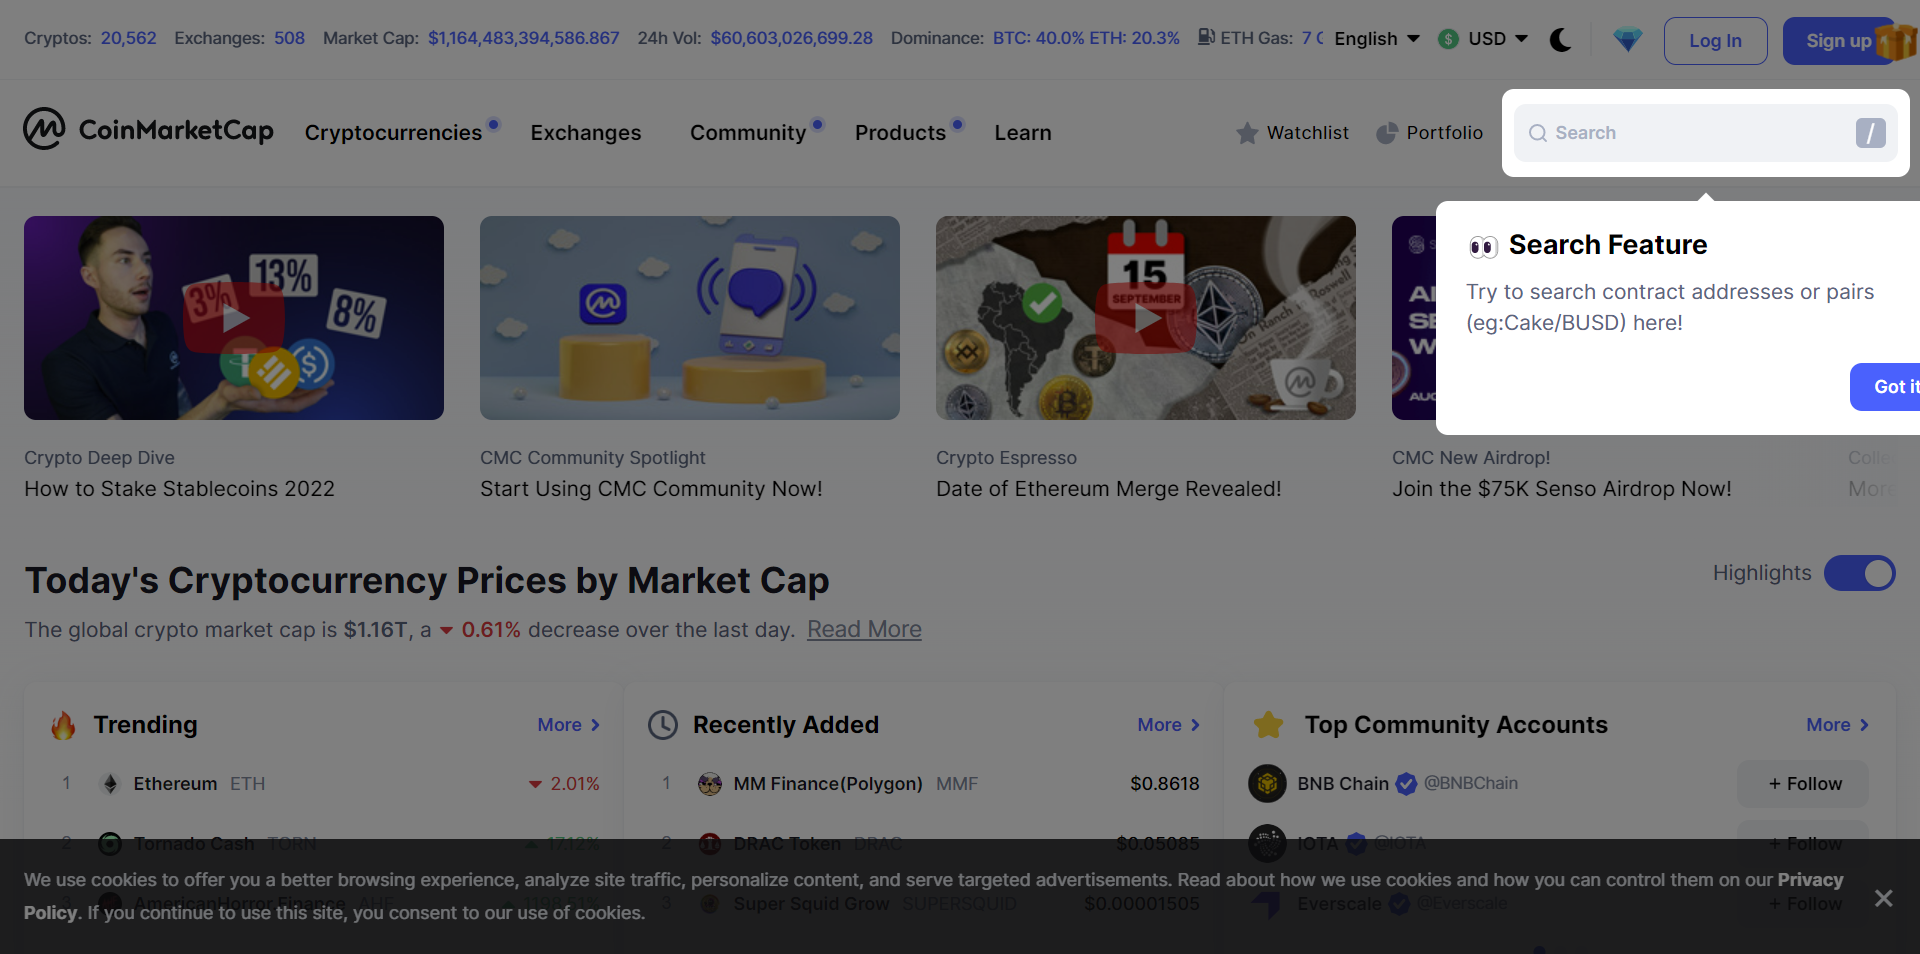 Cryptos: 20,562 Exchanges: 508 Market Cap: $1,164,483,394,586.867 24h Vol: $60,603,026,699.28 Dominance: BTC: 40.0% ETH: 20.3% ETH Gas: 7 English USD Log In Sign up
CoinMarketCap Cryptocurrencies Exchanges Community Products Learn Watchlist Portfolio Search /
Search Feature
Try to search contract addresses or pairs
(eg:Cake/BUSD) here!
Got it
3% 13% 8%
15
SEPTEMBER
Crypto Deep Dive
How to Stake Stablecoins 2022
CMC Community Spotlight
Start Using CMC Community Now!
Crypto Espresso
Date of Ethereum Merge Revealed!
CMC New Airdrop!
Join the $75K Senso Airdrop Now!
More
Today's Cryptocurrency Prices by Market Cap
Highlights
The global crypto market cap is $1.16T, a 0.61% decrease over the last day. Read More
Trending More
1 Ethereum ETH 2.01%
2 Tornado Cash TORN 17.12%
3 AmericanHorror Finance AHF
Recently Added More
1 MM Finance(Polygon) MMF $0.8618
2 DRAC Token DRAC $0.05085
3 Super Squid Grow SUPERSQUID $0.00001505
Top Community Accounts More
BNB Chain @BNBChain + Follow
IOTA @IOTA + Follow
Everscale @Everscale + Follow
We use cookies to offer you a better browsing experience, analyze site traffic, personalize content, and serve targeted advertisements. Read about how we use cookies and how you can control them on our Privacy
Policy. If you continue to use this site, you consent to our use of cookies.